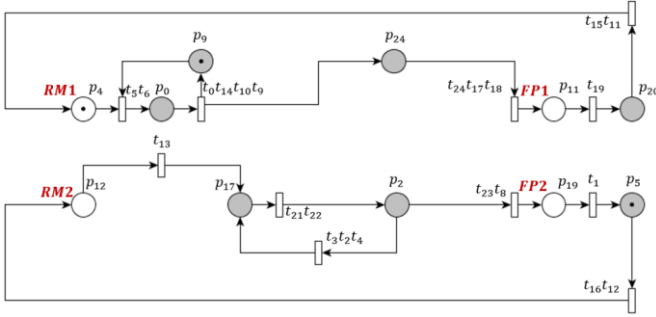 t₁₅t₁₁
p₉
p₂₄
RM1 p₄ t₅t₆ p₀ t₀t₁₄t₁₀t₉ t₂₄t₁₇t₁₈ FP1 p₁₁ t₁₉ p₂₀
t₁₃
RM2 p₁₂ p₁₇ p₂ t₂₃t₈ FP2 p₁₉ t₁ p₅
t₂₁t₂₂
t₃t₂t₄
t₁₆t₁₂